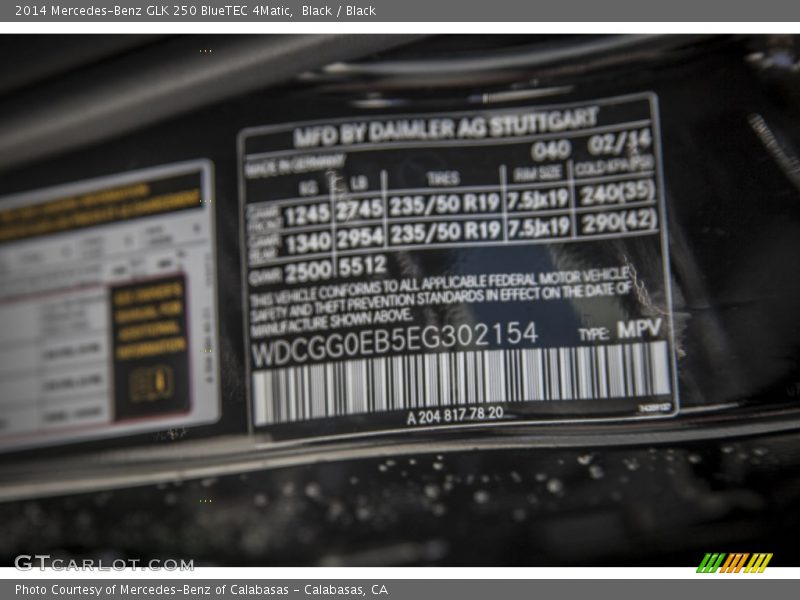 2014 Mercedes-Benz GLK 250 BlueTEC 4Matic, Black / Black
MFD BY DAIMLER AG STUTTGART
MADE IN GERMANY 040 02/14
KG LB TIRES RIM SIZE COLD KPA (PSI)
GAWR FRONT 1245 2745 235/50 R19 7.5Jx19 240(35)
GAWR REAR 1340 2954 235/50 R19 7.5Jx19 290(42)
GVWR 2500 5512
THIS VEHICLE CONFORMS TO ALL APPLICABLE FEDERAL MOTOR VEHICLE
SAFETY AND THEFT PREVENTION STANDARDS IN EFFECT ON THE DATE OF
MANUFACTURE SHOWN ABOVE.
WDCGG0EB5EG302154 TYPE: MPV
A 204 817.78 20
SEE OWNERS
MANUAL FOR
ADDITIONAL
INFORMATION
GTCARLOT.COM
Photo Courtesy of Mercedes-Benz of Calabasas - Calabasas, CA